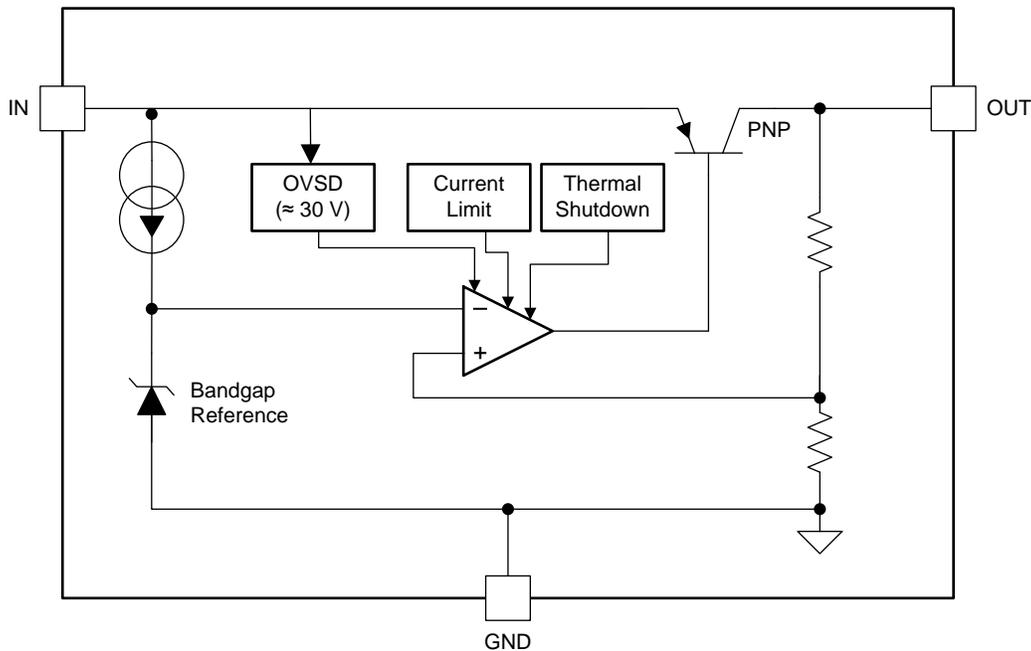 IN
OUT
PNP
OVSD
(≈ 30 V)
Current
Limit
Thermal
Shutdown
−
+
Bandgap
Reference
GND